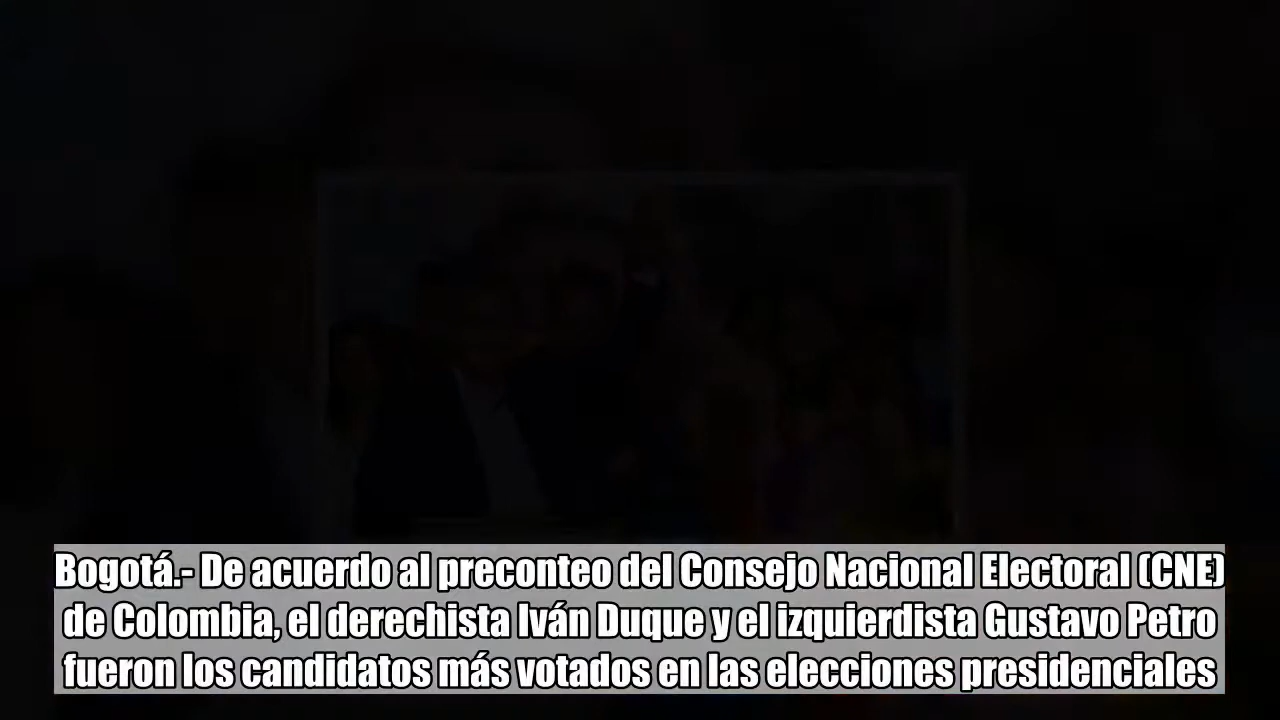 Bogotá.- De acuerdo al preconteo del Consejo Nacional Electoral (CNE)
de Colombia, el derechista Iván Duque y el izquierdista Gustavo Petro
fueron los candidatos más votados en las elecciones presidenciales